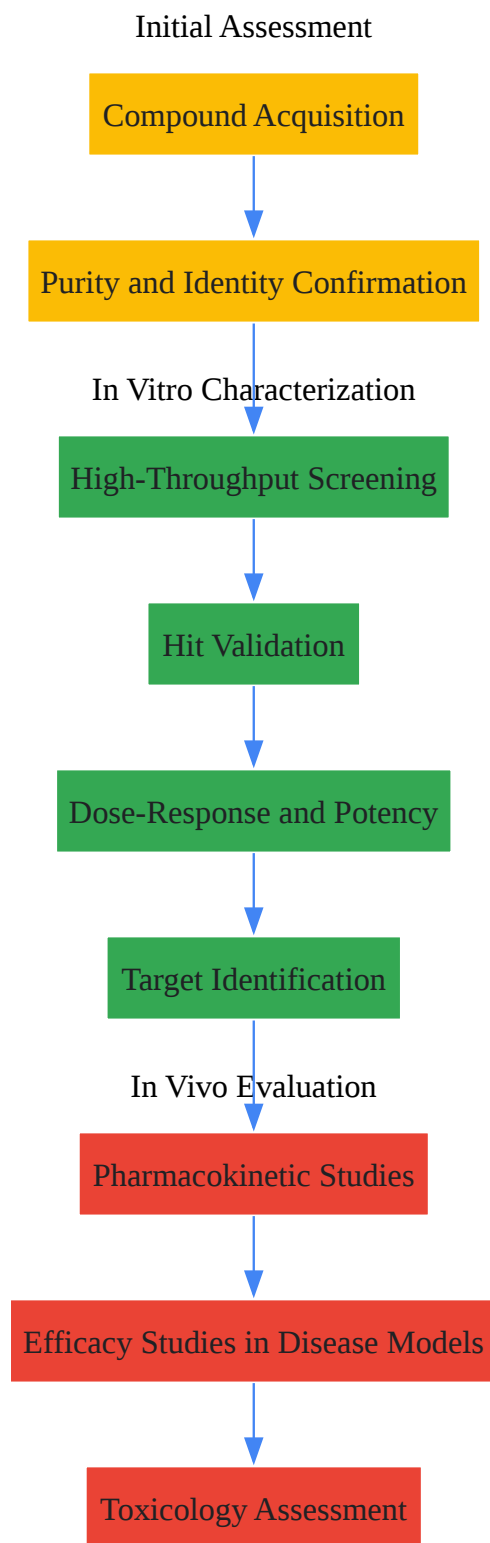 Initial Assessment
Compound Acquisition
Purity and Identity Confirmation
In Vitro Characterization
High-Throughput Screening
Hit Validation
Dose-Response and Potency
Target Identification
In Vivo Evaluation
Pharmacokinetic Studies
Efficacy Studies in Disease Models
Toxicology Assessment